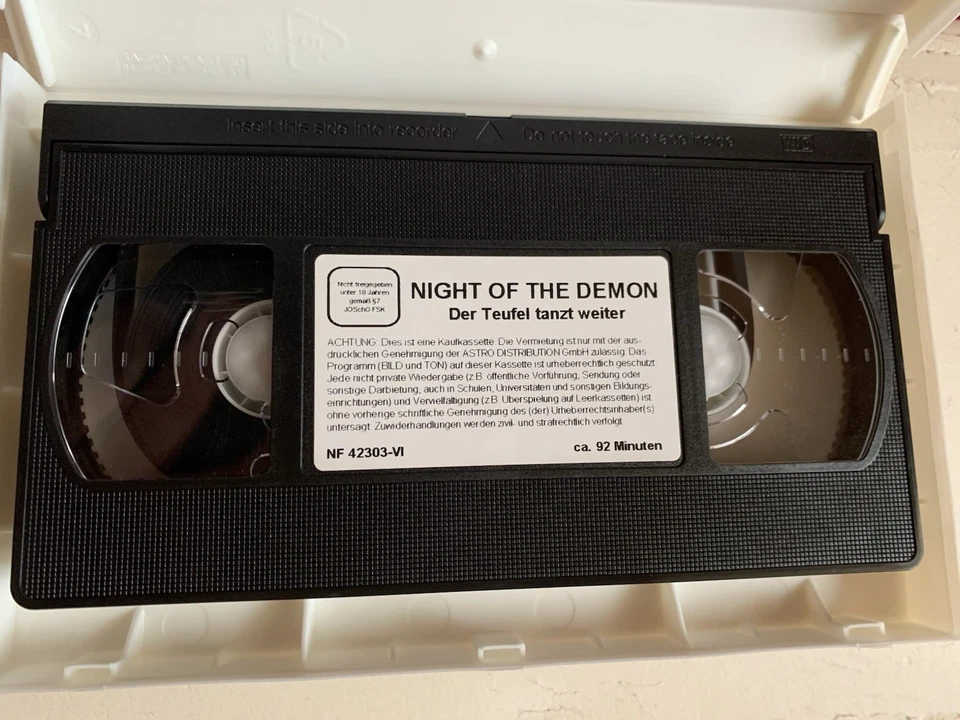 Insert this side into recorder
Do not touch the tape inside
VHS
Nicht freigegeben
unter 18 Jahren
gemäß §7
JÖSchG FSK
NIGHT OF THE DEMON
Der Teufel tanzt weiter
ACHTUNG. Dies ist eine Kaufkassette. Die Vermietung ist nur mit der aus-
drücklichen Genehmigung der ASTRO DISTRIBUTION GmbH zulässig. Das
Programm (BILD und TON) auf dieser Kassette ist urheberrechtlich geschützt.
Jede nicht private Wiedergabe (z.B. öffentliche Vorführung, Sendung oder
sonstige Darbietung, auch in Schulen, Universitäten und sonstigen Bildungs-
einrichtungen) und Vervielfältigung (z.B. Überspielung auf Leerkassetten) ist
ohne vorherige schriftliche Genehmigung des (der) Urheberrechtsinhaber(s)
untersagt. Zuwiderhandlungen werden zivil- und strafrechtlich verfolgt.
NF 42303-VI
ca. 92 Minuten